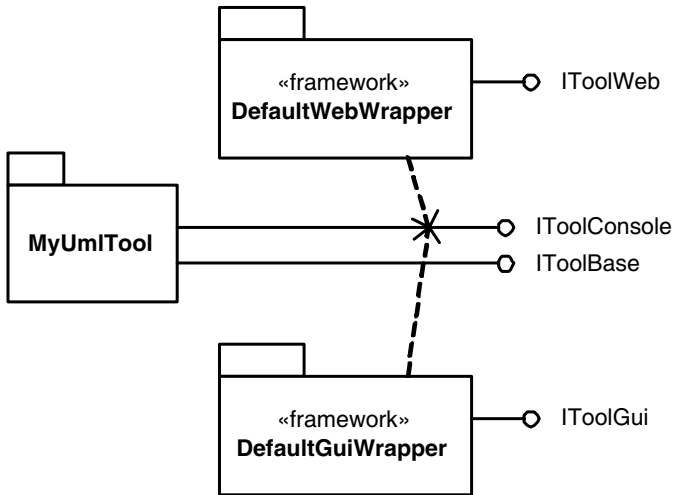 «framework»
DefaultWebWrapper
IToolWeb
MyUmlTool
IToolConsole
IToolBase
«framework»
DefaultGuiWrapper
IToolGui